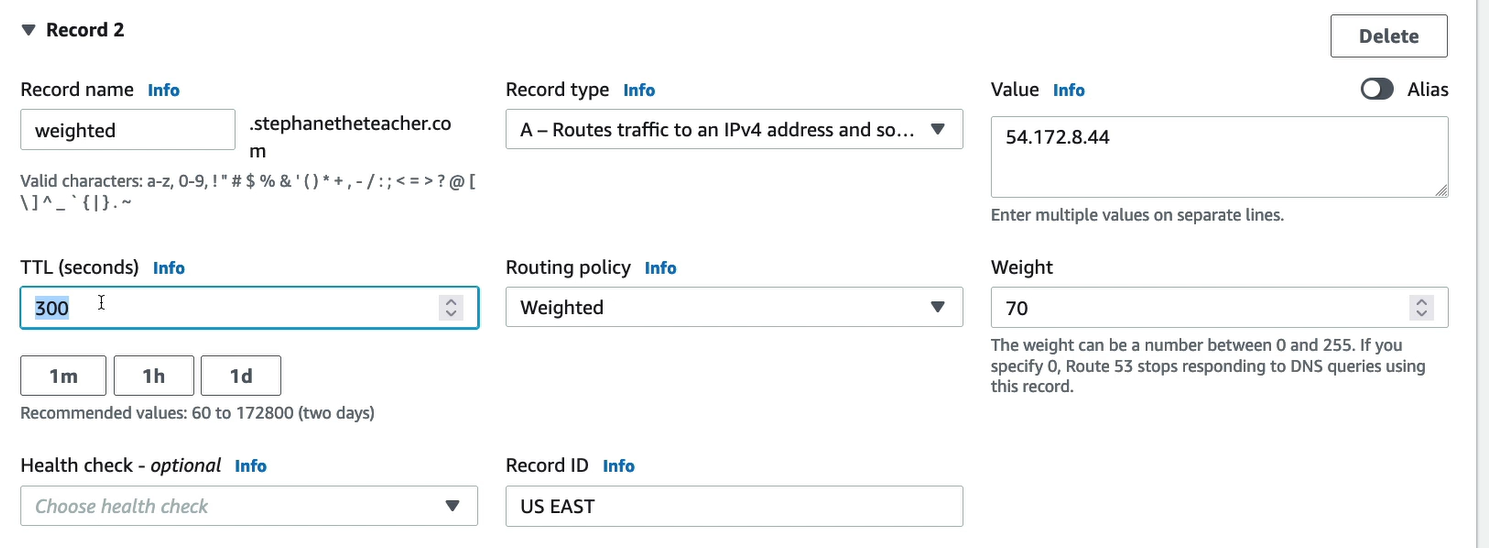 Record 2
Delete
Record name Info
weighted
.stephanetheteacher.co
m
Valid characters: a-z, 0-9, ! " # $ % & ' ( ) * + , - / : ; < = > ? @ [
\ ] ^ _ ` { | } . ~
Record type Info
A – Routes traffic to an IPv4 address and so...
Value Info
Alias
54.172.8.44
Enter multiple values on separate lines.
TTL (seconds) Info
300
1m 1h 1d
Recommended values: 60 to 172800 (two days)
Routing policy Info
Weighted
Weight
70
The weight can be a number between 0 and 255. If you
specify 0, Route 53 stops responding to DNS queries using
this record.
Health check - optional Info
Choose health check
Record ID Info
US EAST